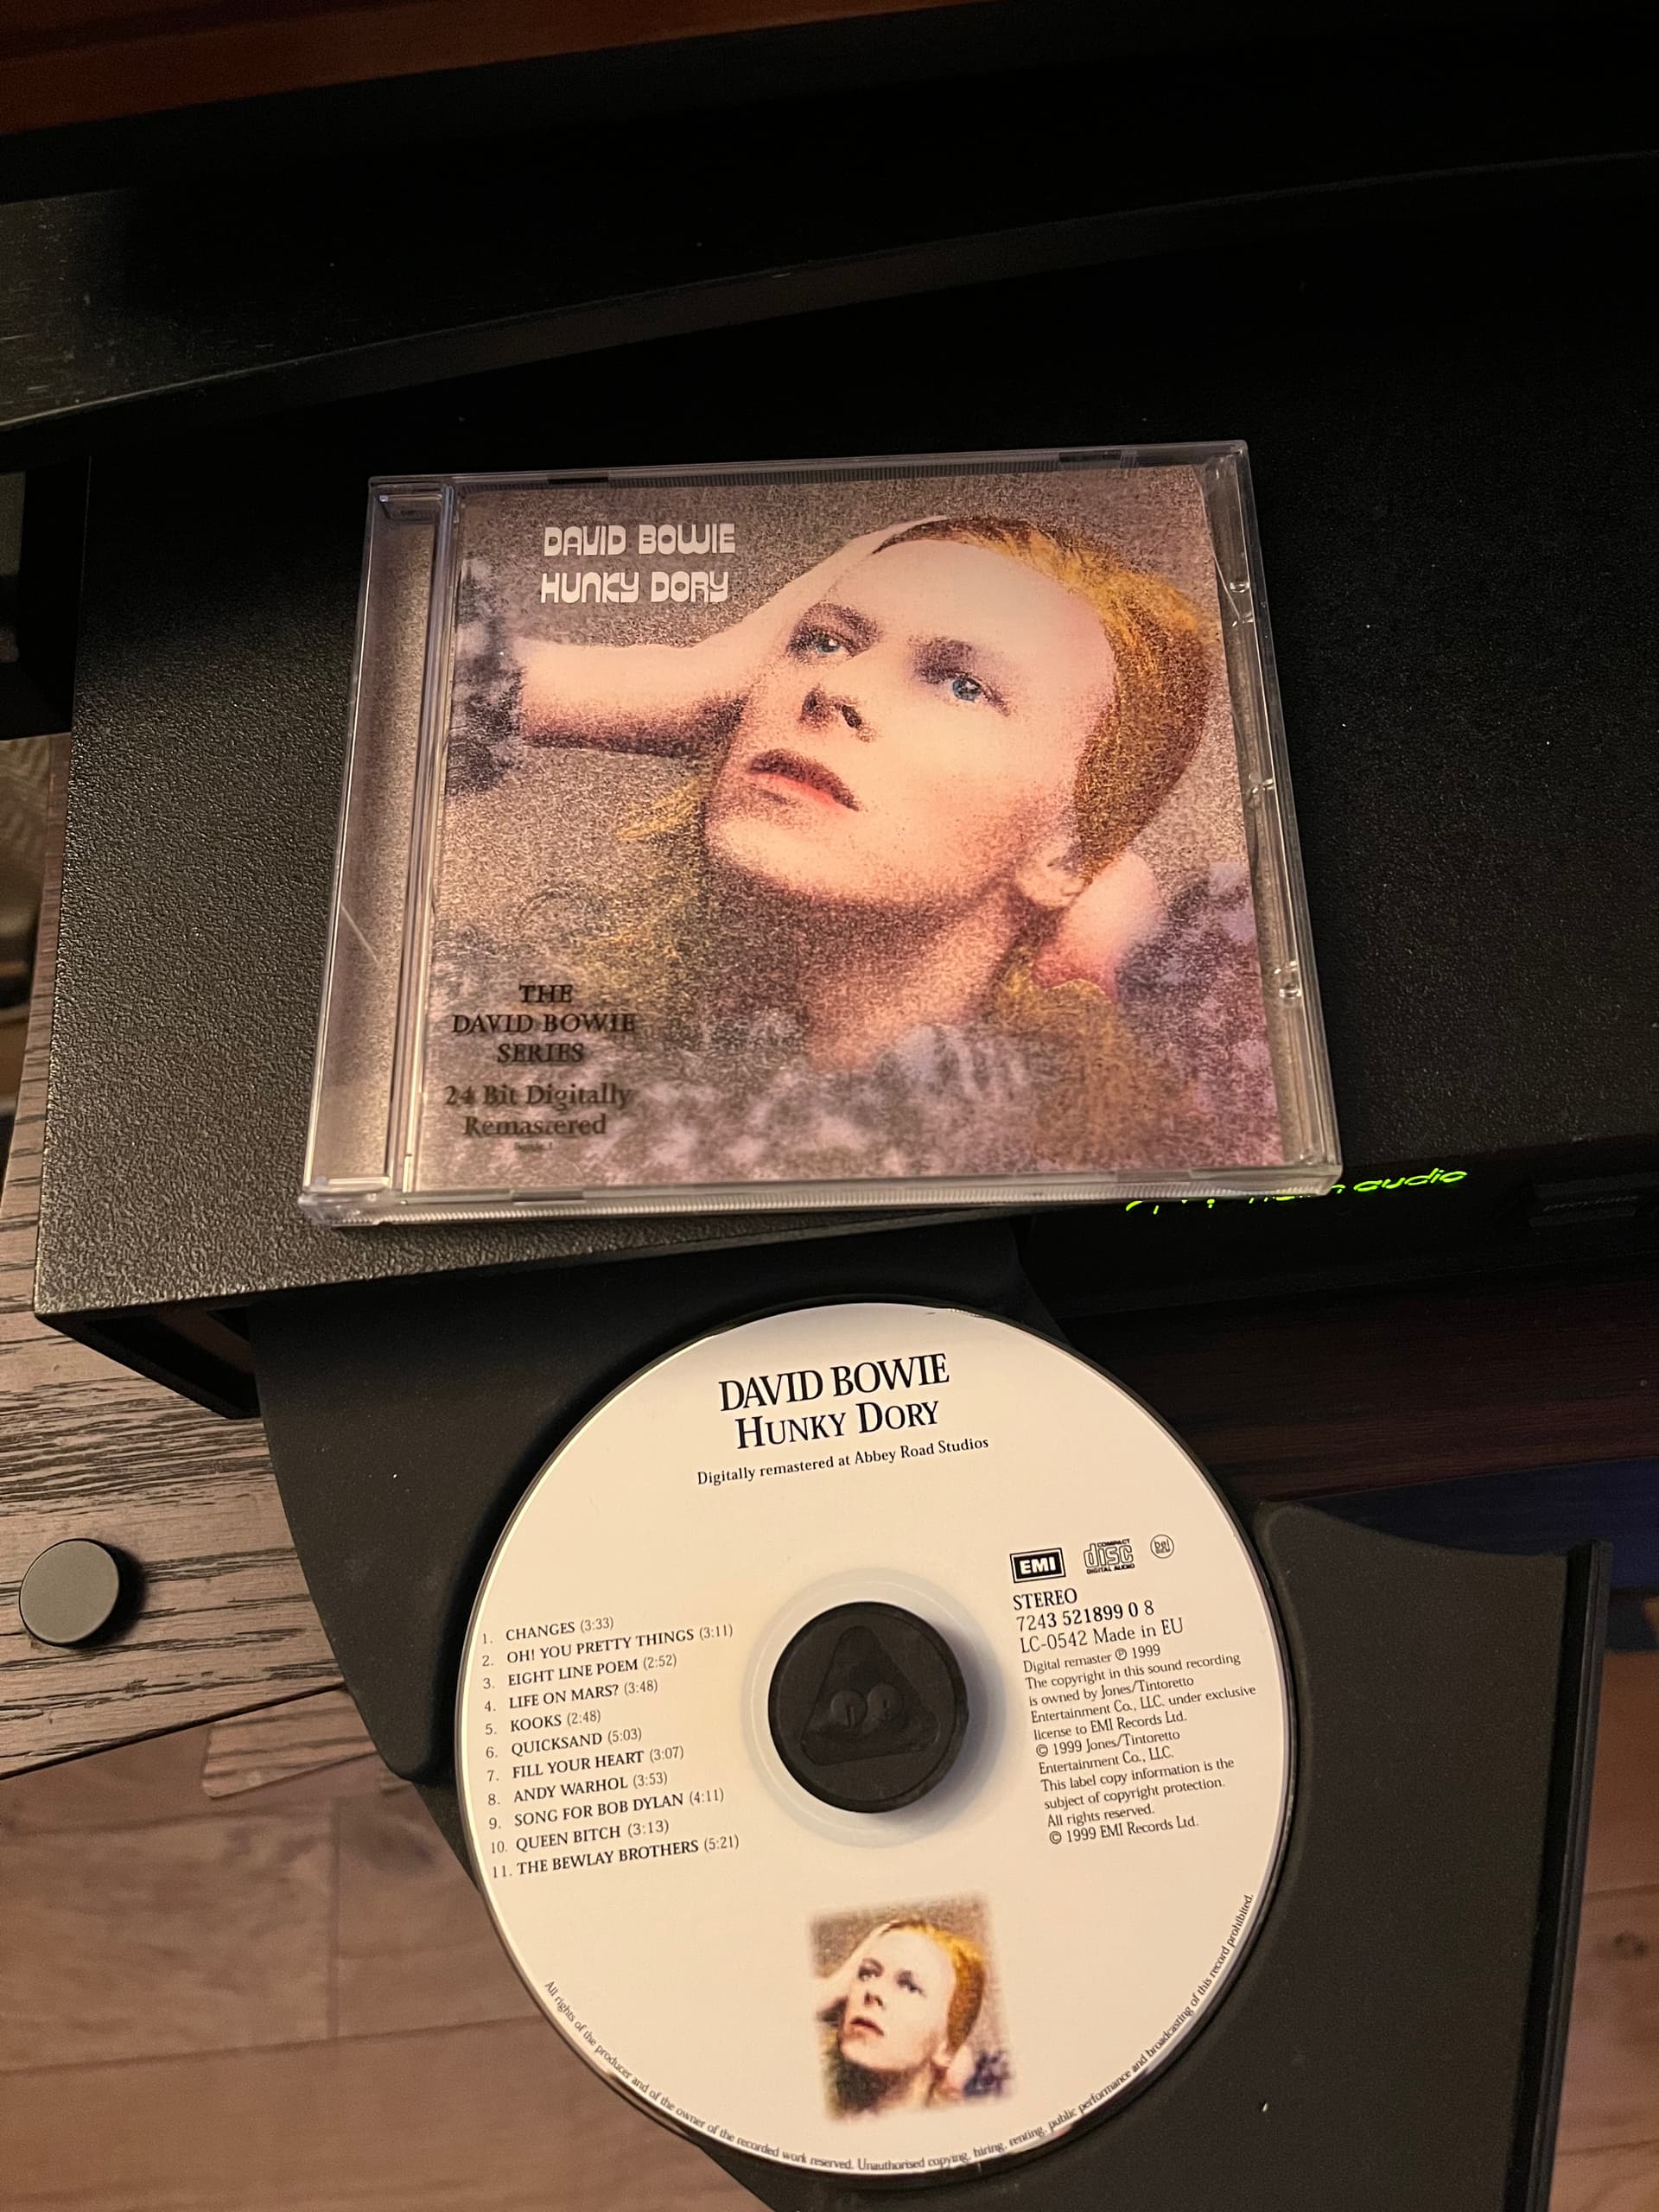 DAVID BOWIE
HUNKY DORY
THE
DAVID BOWIE
SERIES
24 Bit Digitally
Remastered
audio
DAVID BOWIE
HUNKY DORY
Digitally remastered at Abbey Road Studios
1. CHANGES (3:33)
2. OH! YOU PRETTY THINGS (3:11)
3. EIGHT LINE POEM (2:52)
4. LIFE ON MARS? (3:48)
5. KOOKS (2:48)
6. QUICKSAND (5:03)
7. FILL YOUR HEART (3:07)
8. ANDY WARHOL (3:53)
9. SONG FOR BOB DYLAN (4:11)
10. QUEEN BITCH (3:13)
11. THE BEWLAY BROTHERS (5:21)
EMI
COMPACT
disc
DIGITAL AUDIO
STEREO
7243 521899 0 8
LC-0542 Made in EU
Digital remaster ℗ 1999
The copyright in this sound recording
is owned by Jones/Tintoretto
Entertainment Co., LLC. under exclusive
license to EMI Records Ltd.
© 1999 Jones/Tintoretto
Entertainment Co., LLC.
This label copy information is the
subject of copyright protection.
All rights reserved.
© 1999 EMI Records Ltd.
All rights of the producer and of the owner of the recorded work reserved. Unauthorised copying, hiring, renting, public performance and broadcasting of this record prohibited.